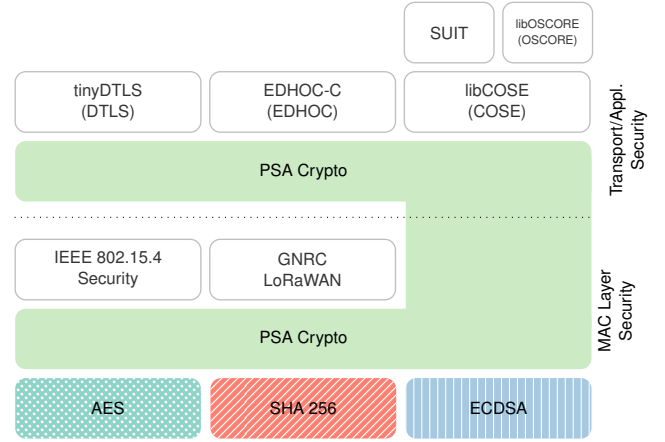 SUIT
libOSCORE
(OSCORE)
tinyDTLS
(DTLS)
EDHOC-C
(EDHOC)
libCOSE
(COSE)
PSA Crypto
Transport/Appl.
Security
IEEE 802.15.4
Security
GNRC
LoRaWAN
PSA Crypto
MAC Layer
Security
AES
SHA 256
ECDSA